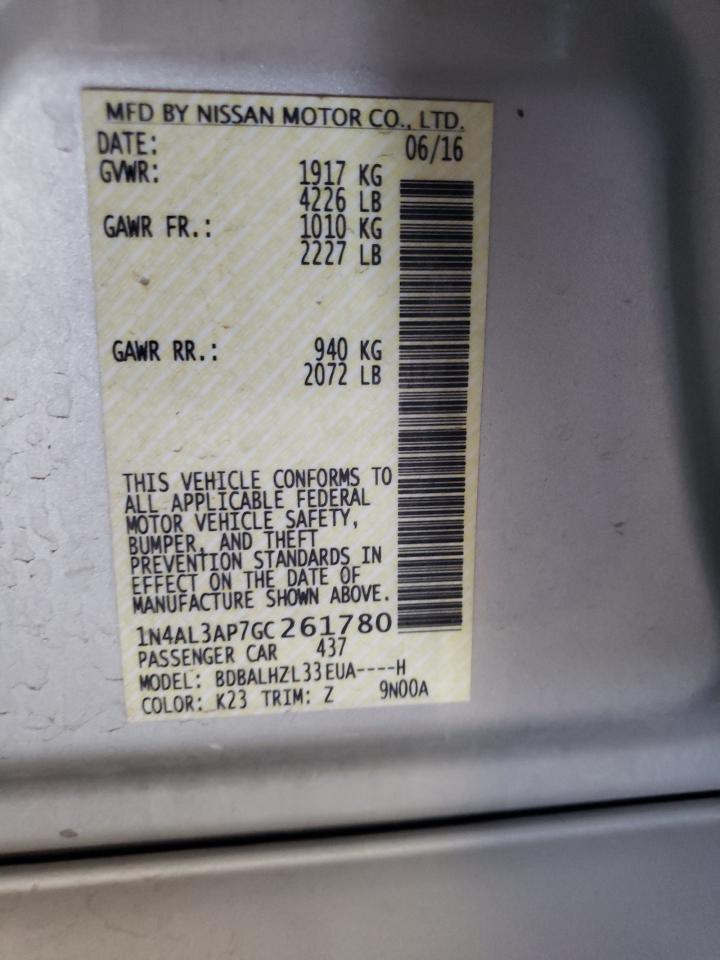 MFD BY NISSAN MOTOR CO., LTD.
DATE: 06/16
GVWR: 1917 KG
4226 LB
GAWR FR.: 1010 KG
2227 LB
GAWR RR.: 940 KG
2072 LB
THIS VEHICLE CONFORMS TO
ALL APPLICABLE FEDERAL
MOTOR VEHICLE SAFETY,
BUMPER, AND THEFT
PREVENTION STANDARDS IN
EFFECT ON THE DATE OF
MANUFACTURE SHOWN ABOVE.
1N4AL3AP7GC261780
PASSENGER CAR 437
MODEL: BDBALHZL33EUA----H
COLOR: K23 TRIM: Z 9N00A